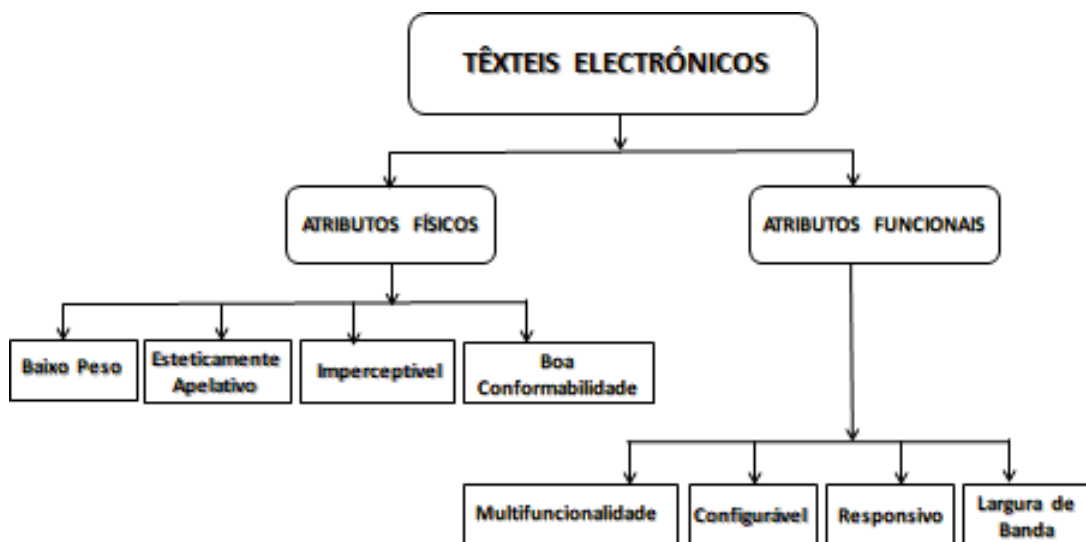 TÊXTEIS ELECTRÓNICOS
ATRIBUTOS FÍSICOS
ATRIBUTOS FUNCIONAIS
Baixo Peso
Esteticamente
Apelativo
Imperceptível
Boa
Conformabilidade
Multifuncionalidade
Configurável
Responsivo
Largura de
Banda